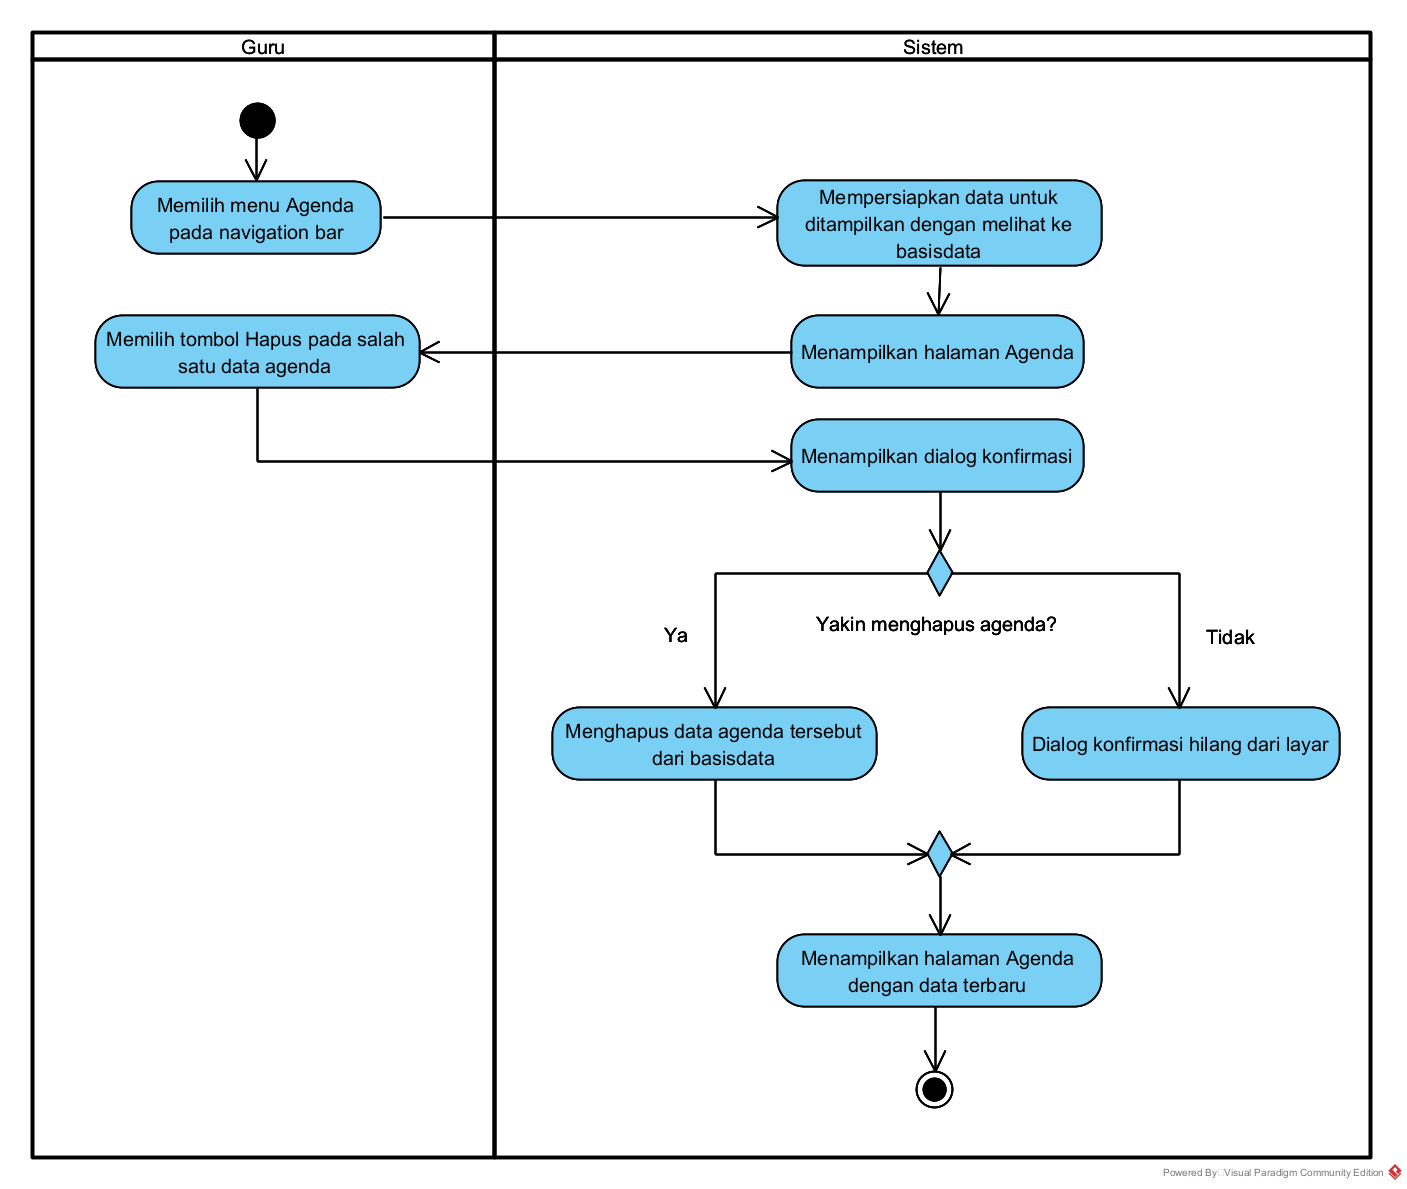 Guru
Sistem
Memilih menu Agenda
pada navigation bar
Mempersiapkan data untuk
ditampilkan dengan melihat ke
basisdata
Memilih tombol Hapus pada salah
satu data agenda
Menampilkan halaman Agenda
Menampilkan dialog konfirmasi
Yakin menghapus agenda?
Ya
Tidak
Menghapus data agenda tersebut
dari basisdata
Dialog konfirmasi hilang dari layar
Menampilkan halaman Agenda
dengan data terbaru
Powered By Visual Paradigm Community Edition